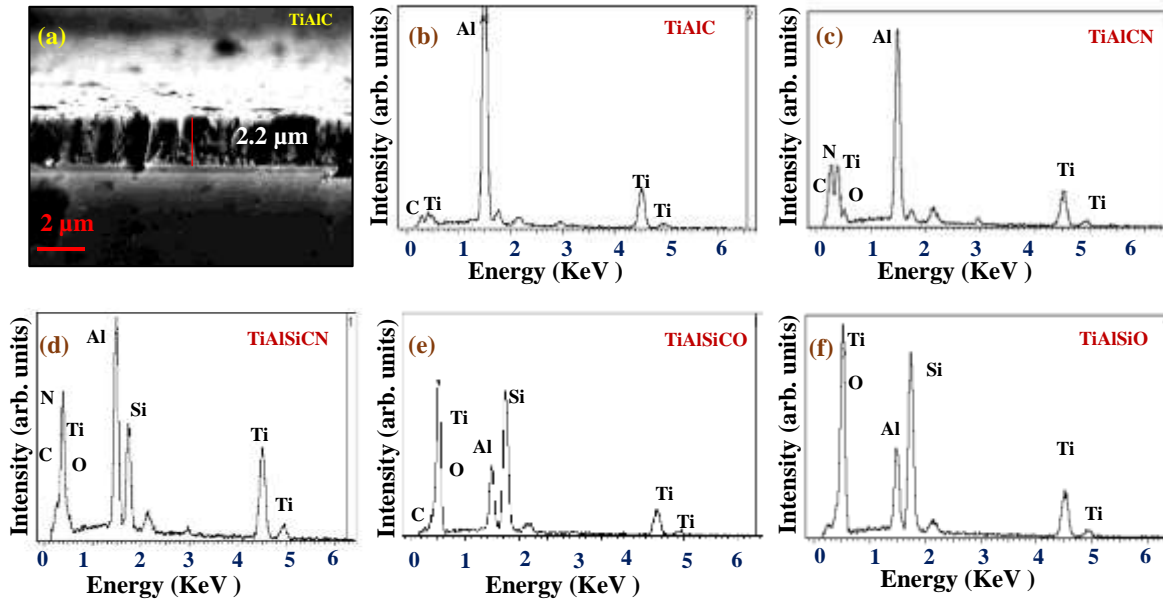 (a)
TiAlC
2.2 µm
2 µm
(b)
TiAlC
2
Al
C
Ti
Ti
Ti
Intensity (arb. units)
0 1 2 3 4 5 6
Energy (KeV )
(c)
TiAlCN
Al
N
Ti
C
O
Ti
Ti
Intensity (arb. units)
0 1 2 3 4 5 6
Energy (KeV )
(d)
TiAlSiCN
1
Al
N
Si
Ti
C
O
Ti
Ti
Intensity (arb. units)
0 1 2 3 4 5 6
Energy (KeV )
(e)
TiAlSiCO
Ti
Si
Al
O
C
Ti
Ti
Intensity (arb. units)
0 1 2 3 4 5 6
Energy (KeV )
(f)
TiAlSiO
Ti
O
Si
Al
Ti
Ti
Intensity (arb. units)
0 1 2 3 4 5 6
Energy (KeV )